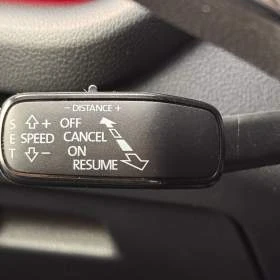 − DISTANCE +
S ⇧+ OFF
E SPEED CANCEL
ON
T ⇩− RESUME